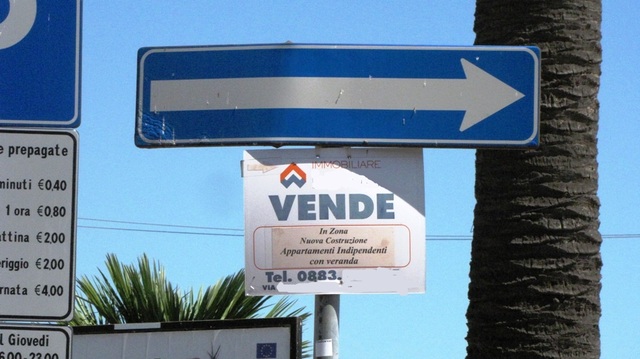 e prepagate
minuti €0,40
1 ora €0,80
attina €2,00
eriggio €2,00
rnata €4,00
l Giovedì
IMMOBILIARE
VENDE
In Zona
Nuova Costruzione
Appartamenti Indipendenti
con veranda
Tel. 0883.
VIA